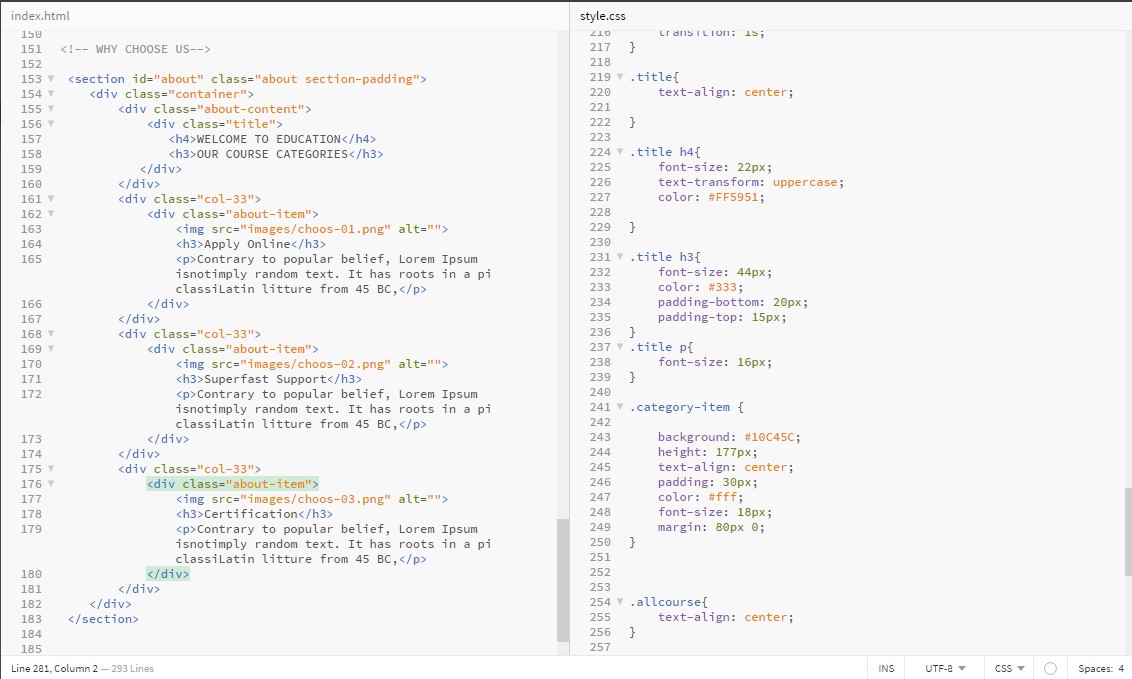 index.html
150
151 <!-- WHY CHOOSE US-->
152
153 <section id="about" class="about section-padding">
154 <div class="container">
155 <div class="about-content">
156 <div class="title">
157 <h4>WELCOME TO EDUCATION</h4>
158 <h3>OUR COURSE CATEGORIES</h3>
159 </div>
160 </div>
161 <div class="col-33">
162 <div class="about-item">
163 <img src="images/choos-01.png" alt="">
164 <h3>Apply Online</h3>
165 <p>Contrary to popular belief, Lorem Ipsum
isnotimply random text. It has roots in a pi
classiLatin litture from 45 BC,</p>
166 </div>
167 </div>
168 <div class="col-33">
169 <div class="about-item">
170 <img src="images/choos-02.png" alt="">
171 <h3>Superfast Support</h3>
172 <p>Contrary to popular belief, Lorem Ipsum
isnotimply random text. It has roots in a pi
classiLatin litture from 45 BC,</p>
173 </div>
174 </div>
175 <div class="col-33">
176 <div class="about-item">
177 <img src="images/choos-03.png" alt="">
178 <h3>Certification</h3>
179 <p>Contrary to popular belief, Lorem Ipsum
isnotimply random text. It has roots in a pi
classiLatin litture from 45 BC,</p>
180 </div>
181 </div>
182 </div>
183 </section>
184
185
style.css
216 transition: 1s;
217 }
218
219 .title{
220 text-align: center;
221
222 }
223
224 .title h4{
225 font-size: 22px;
226 text-transform: uppercase;
227 color: #FF5951;
228
229 }
230
231 .title h3{
232 font-size: 44px;
233 color: #333;
234 padding-bottom: 20px;
235 padding-top: 15px;
236 }
237 .title p{
238 font-size: 16px;
239 }
240
241 .category-item {
242
243 background: #10C45C;
244 height: 177px;
245 text-align: center;
246 padding: 30px;
247 color: #fff;
248 font-size: 18px;
249 margin: 80px 0;
250 }
251
252
253
254 .allcourse{
255 text-align: center;
256 }
257
Line 281, Column 2 — 293 Lines
INS UTF-8 CSS Spaces: 4